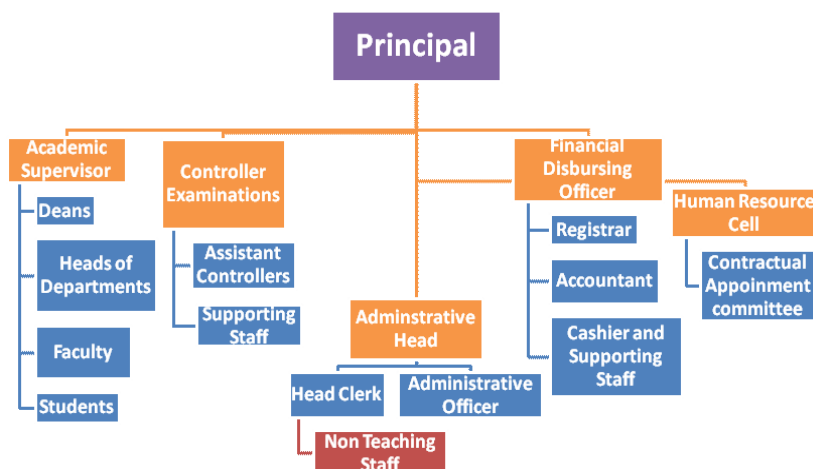 Principal
Academic
Supervisor
Deans
Heads of
Departments
Faculty
Students
Controller
Examinations
Assistant
Controllers
Supporting
Staff
Adminstrative
Head
Head Clerk
Non Teaching
Staff
Administrative
Officer
Financial
Disbursing
Officer
Registrar
Accountant
Cashier and
Supporting
Staff
Human Resource
Cell
Contractual
Appoinment
committee